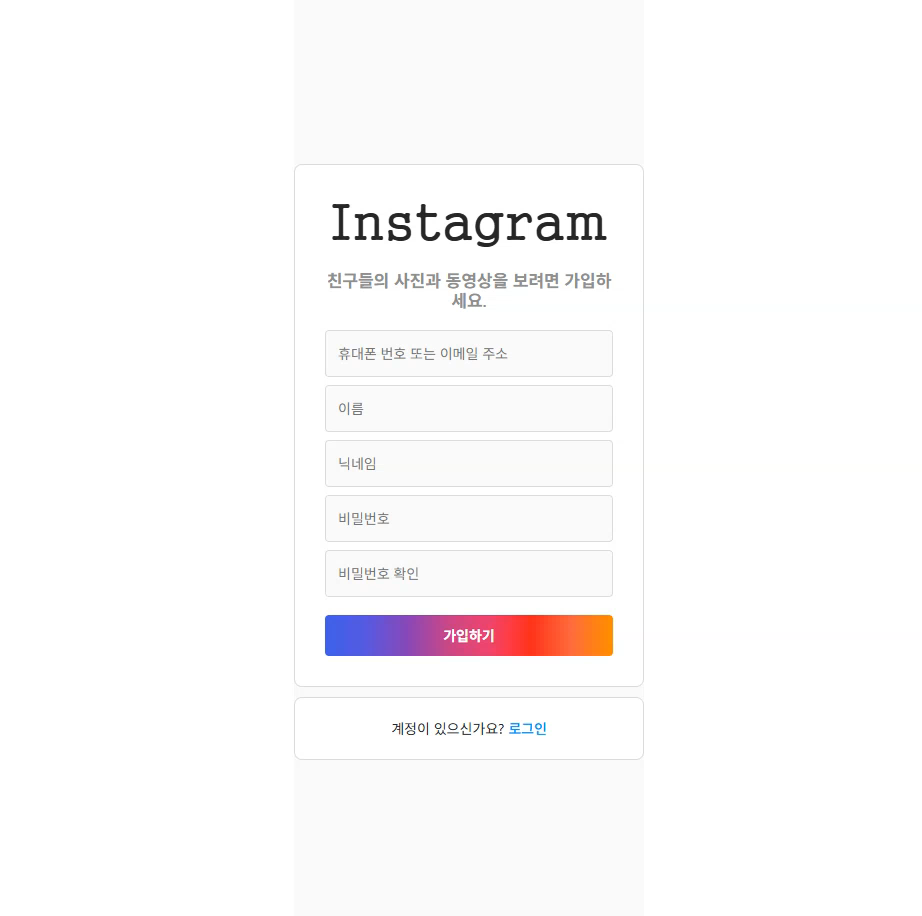 Instagram
친구들의 사진과 동영상을 보려면 가입하
세요.
휴대폰 번호 또는 이메일 주소
이름
닉네임
비밀번호
비밀번호 확인
가입하기
계정이 있으신가요? 로그인